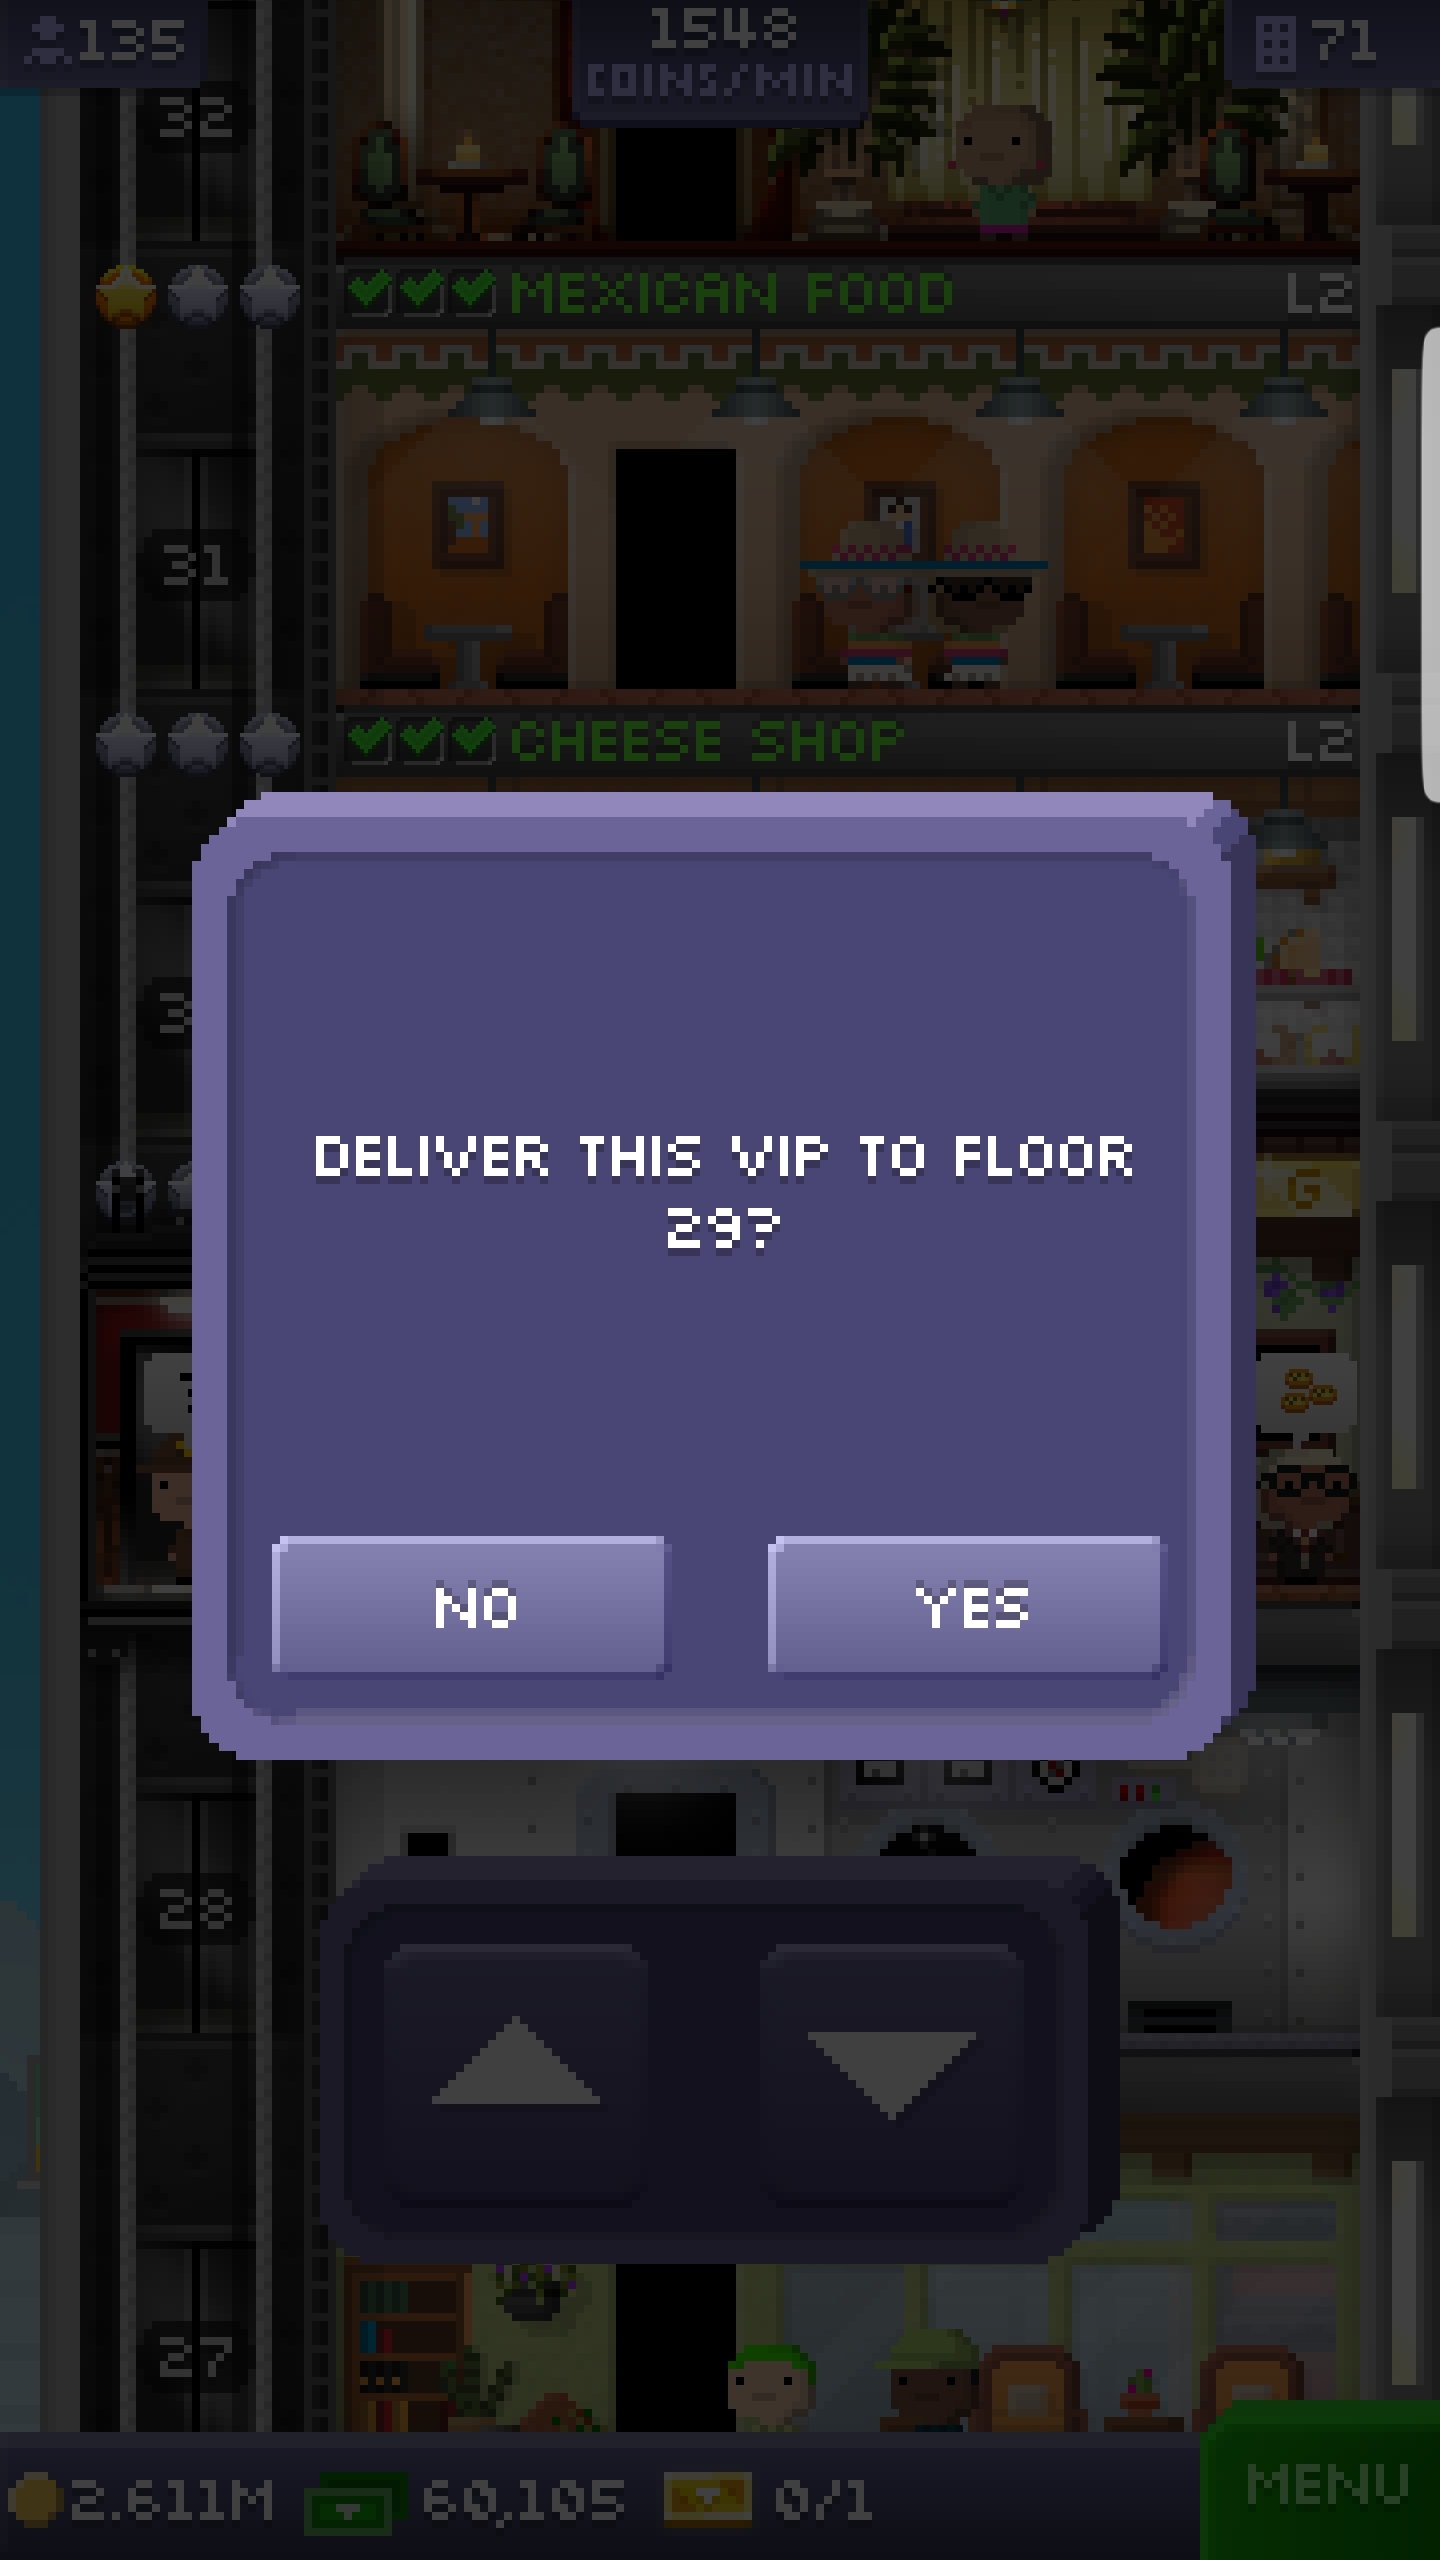 135
1548
COINS/MIN
71
32
MEXICAN FOOD
L2
31
CHEESE SHOP
L2
3
G
DELIVER THIS VIP TO FLOOR
29?
NO
YES
28
27
2.611M
60,105
0/1
MENU